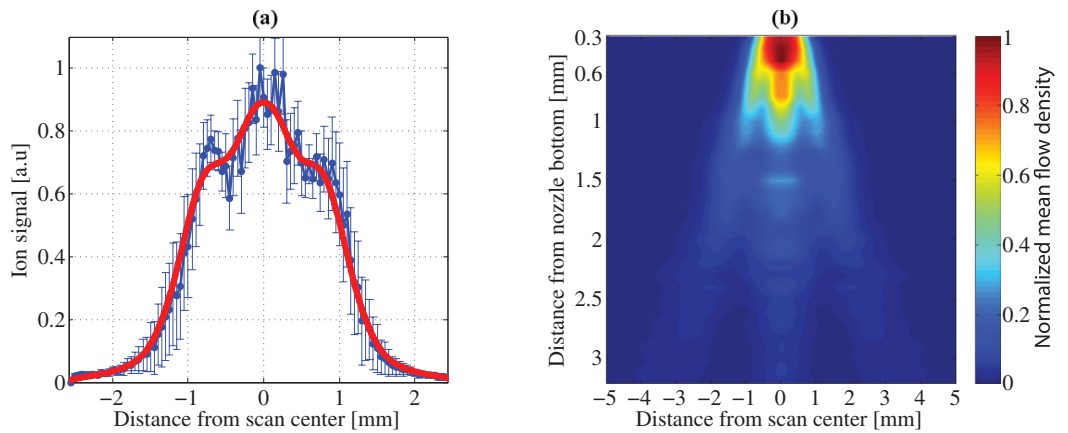 (a)
1
0.8
0.6
0.4
0.2
0
−2 −1 0 1 2
Ion signal [a.u]
Distance from scan center [mm]
(b)
0.3
0.6
1
1.5
2
2.5
3
−5 −4 −3 −2 −1 0 1 2 3 4 5
Distance from nozzle bottom [mm]
Distance from scan center [mm]
1
0.8
0.6
0.4
0.2
0
Normalized mean flow density